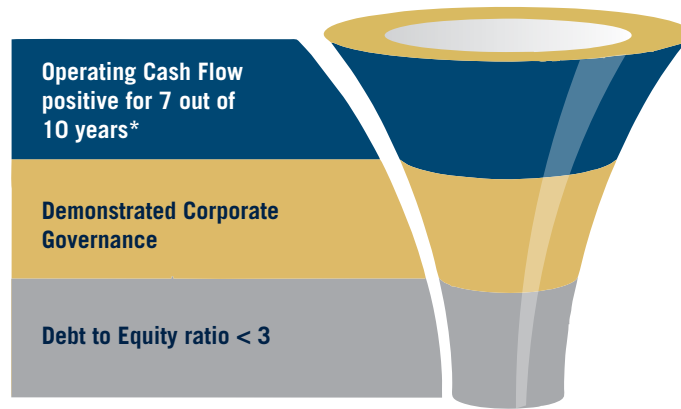 Operating Cash Flow
positive for 7 out of
10 years*
Demonstrated Corporate
Governance
Debt to Equity ratio < 3